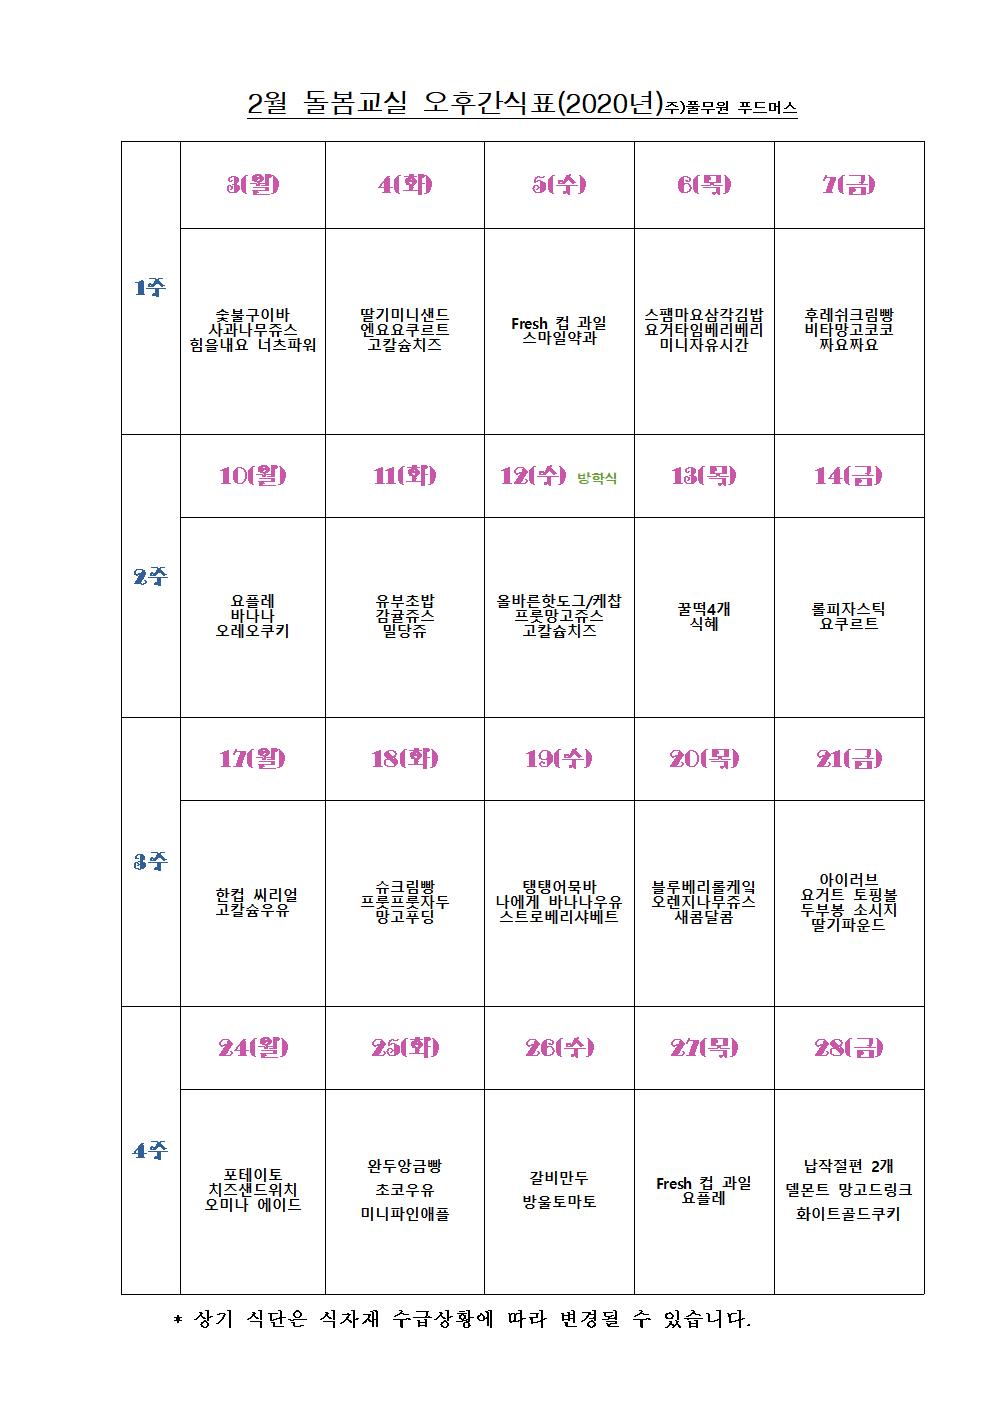 2월 돌봄교실 오후간식표(2020년)주)풀무원 푸드머스
1주
3(월) 4(화) 5(수) 6(목) 7(금)
숯불구이바
사과나무쥬스
힘을내요 너츠파워
딸기미니샌드
엔요요쿠르트
고칼슘치즈
Fresh 컵 과일
스마일약과
스팸마요삼각김밥
요거타임베리베리
미니자유시간
후레쉬크림빵
비타망고코코
짜요짜요
2주
10(월) 11(화) 12(수) 방학식 13(목) 14(금)
요플레
바나나
오레오쿠키
유부초밥
감귤쥬스
밀당쥬
올바른핫도그/케찹
프룻망고쥬스
고칼슘치즈
꿀떡4개
식혜
롤피자스틱
요쿠르트
3주
17(월) 18(화) 19(수) 20(목) 21(금)
한컵 씨리얼
고칼슘우유
슈크림빵
프룻프룻자두
망고푸딩
탱탱어묵바
나에게 바나나우유
스트로베리샤베트
블루베리롤케잌
오렌지나무쥬스
새콤달콤
아이러브
요거트 토핑볼
두부봉 소시지
딸기파운드
4주
24(월) 25(화) 26(수) 27(목) 28(금)
포테이토
치즈샌드위치
오미나 에이드
완두앙금빵
초코우유
미니파인애플
갈비만두
방울토마토
Fresh 컵 과일
요플레
납작절편 2개
델몬트 망고드링크
화이트골드쿠키
* 상기 식단은 식자재 수급상황에 따라 변경될 수 있습니다.